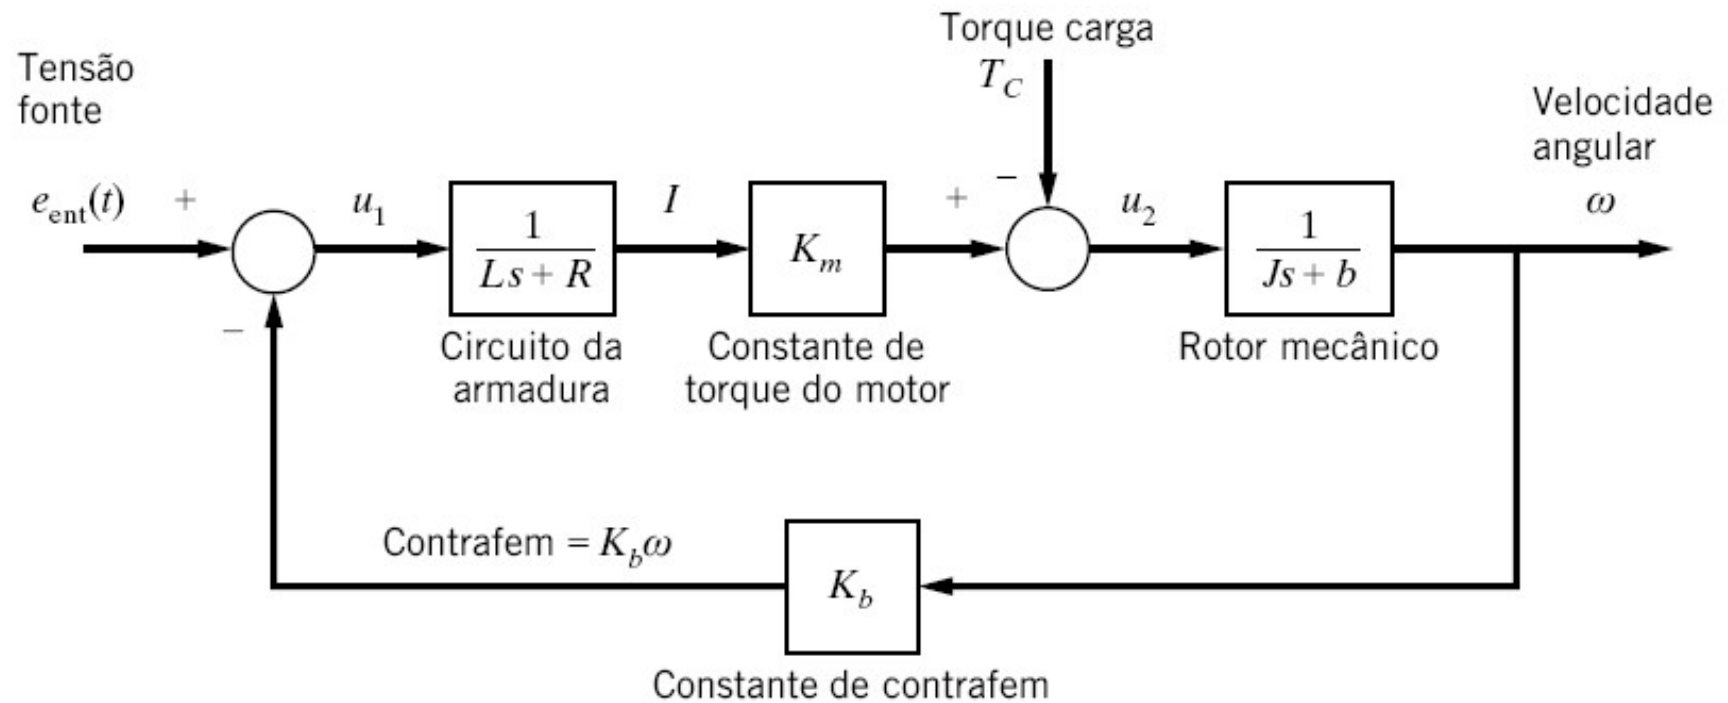 Torque carga
T_C
Tensão
fonte
Velocidade
angular
e_ent(t)
+
u_1
I
+
−
u_2
ω
1
Ls + R
K_m
1
Js + b
−
Circuito da
armadura
Constante de
torque do motor
Rotor mecânico
Contrafem = K_bω
K_b
Constante de contrafem